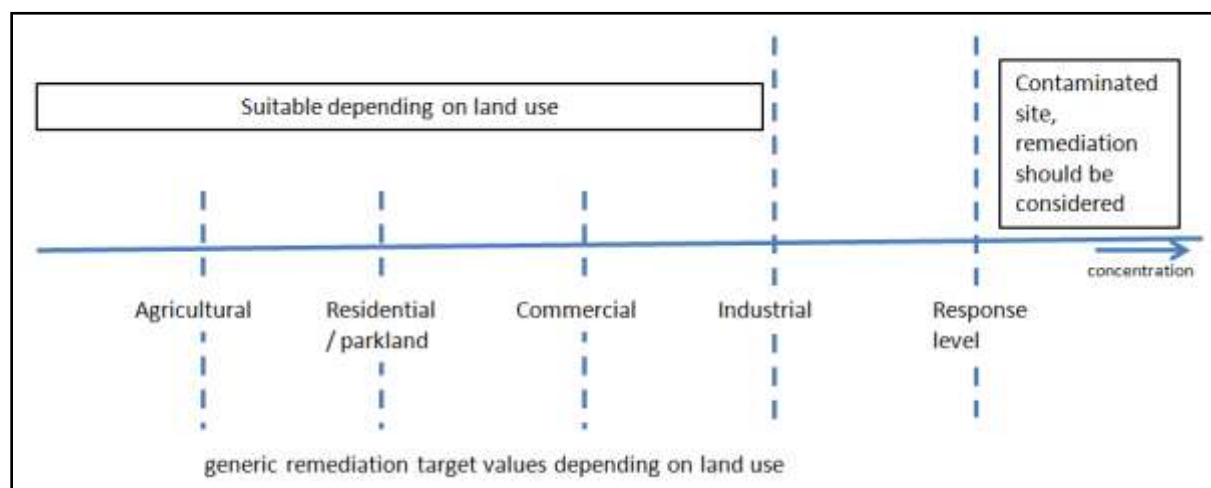 Suitable depending on land use
Contaminated
site,
remediation
should be
considered
concentration
Agricultural
Residential
/ parkland
Commercial
Industrial
Response
level
generic remediation target values depending on land use